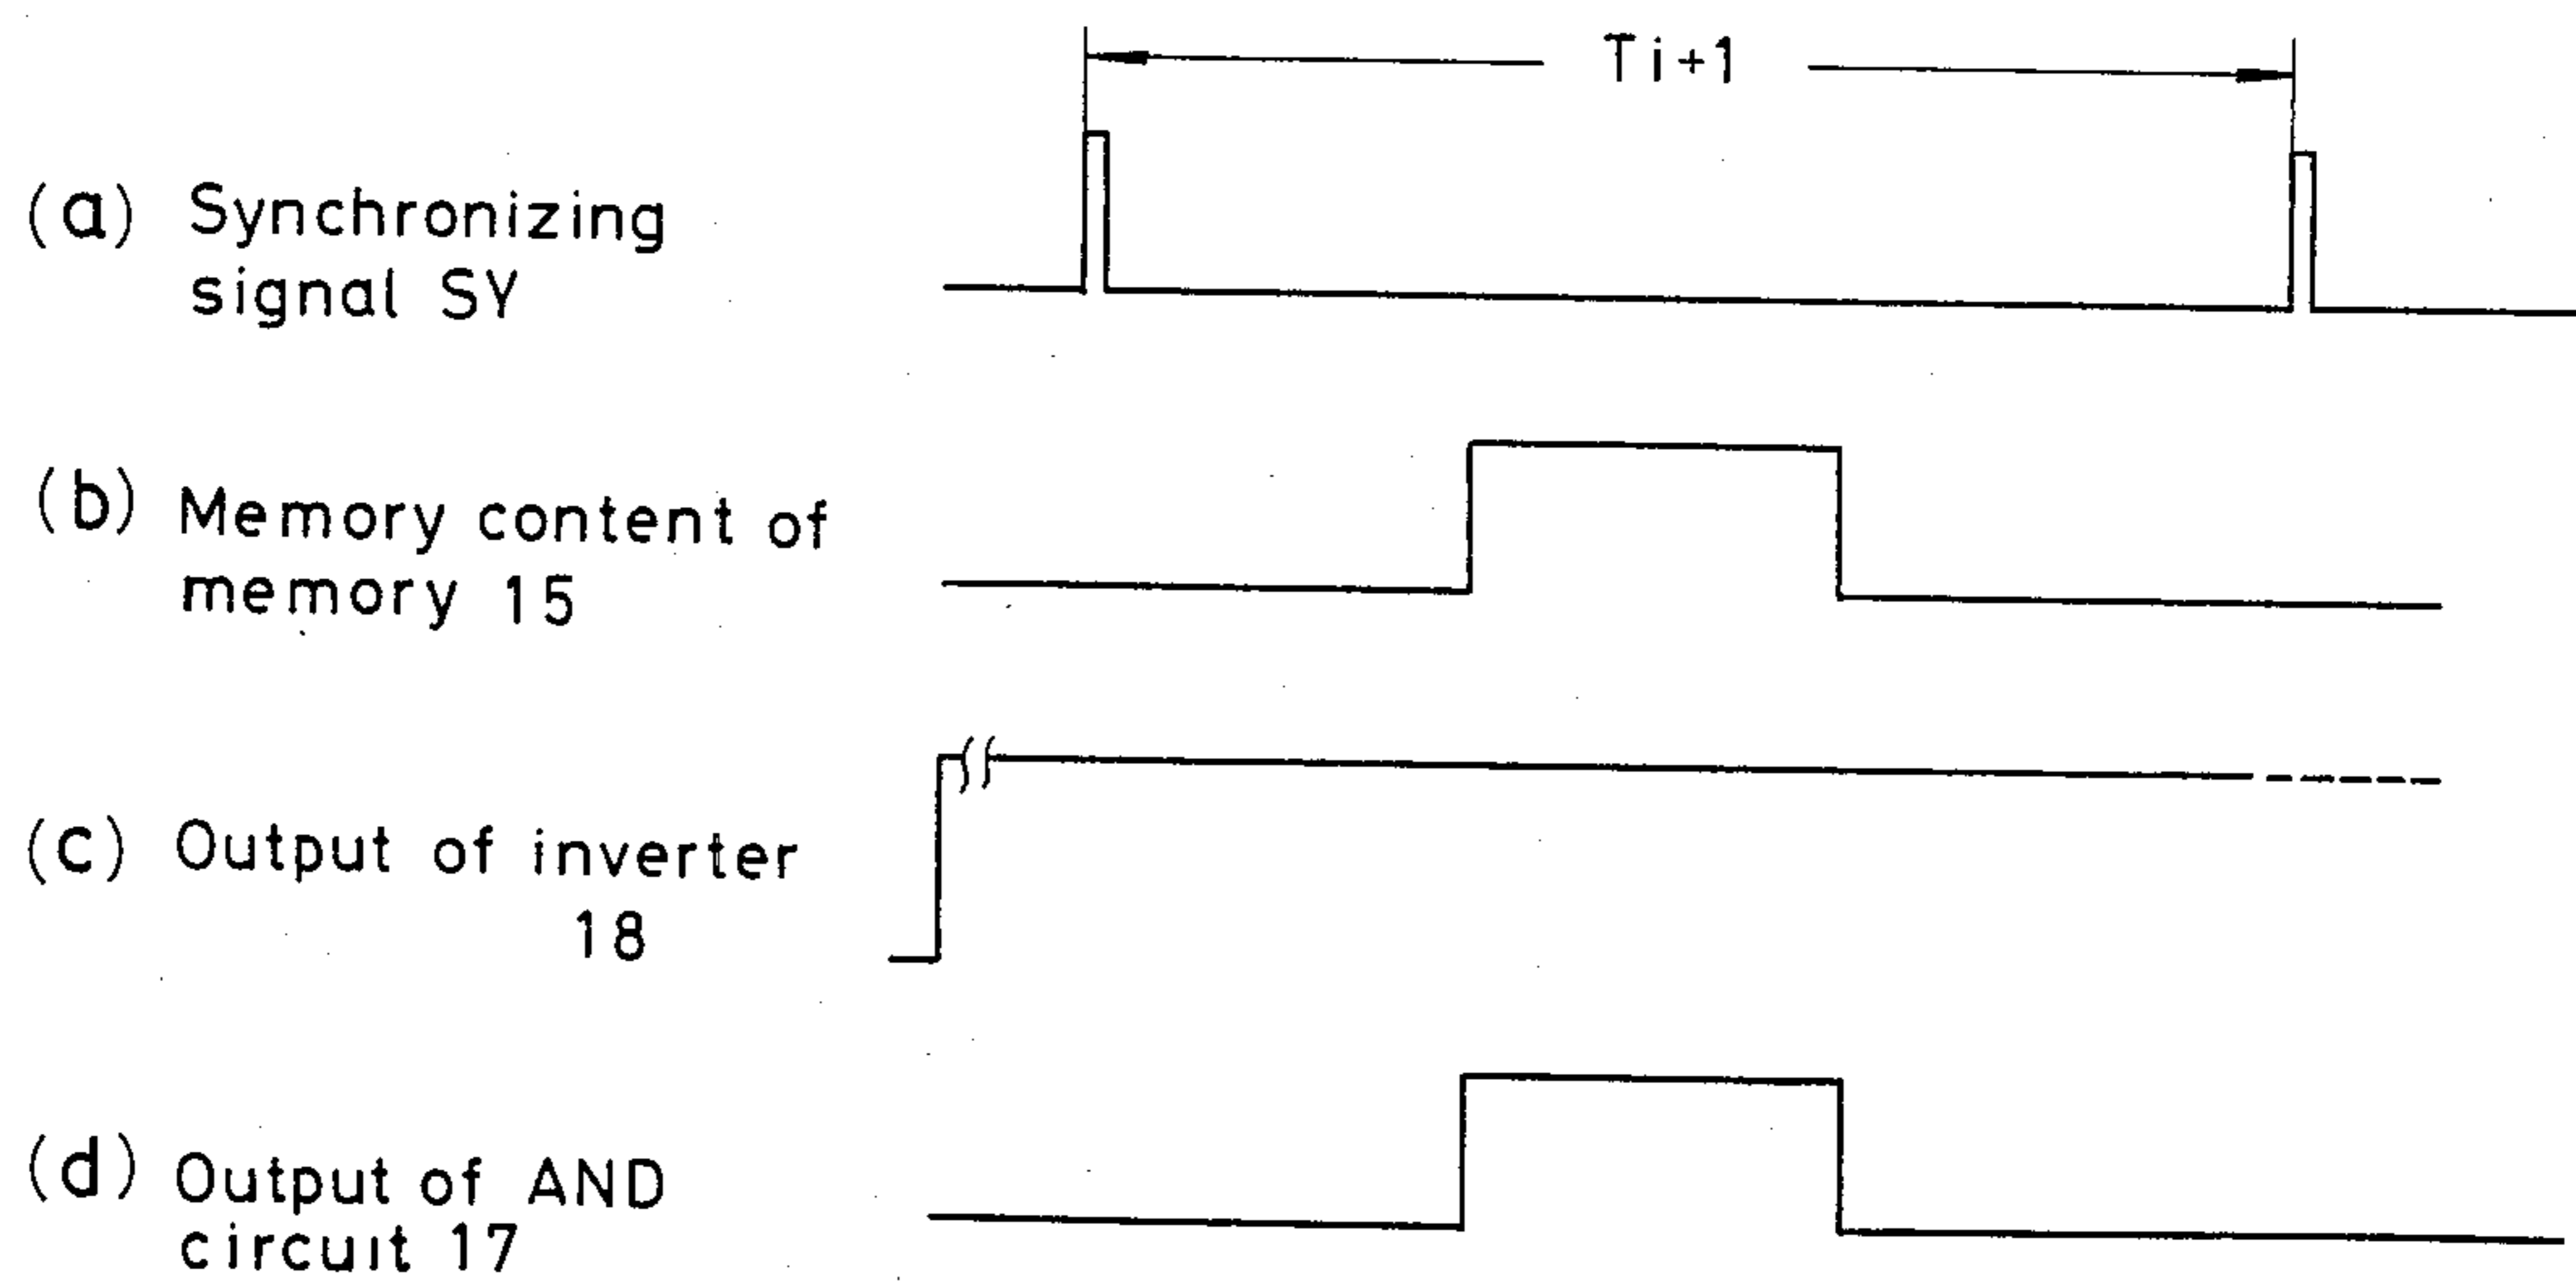 Ti+1
(a) Synchronizing
signal SY
(b) Memory content of
memory 15
(c) Output of inverter
18
(d) Output of AND
circuit 17